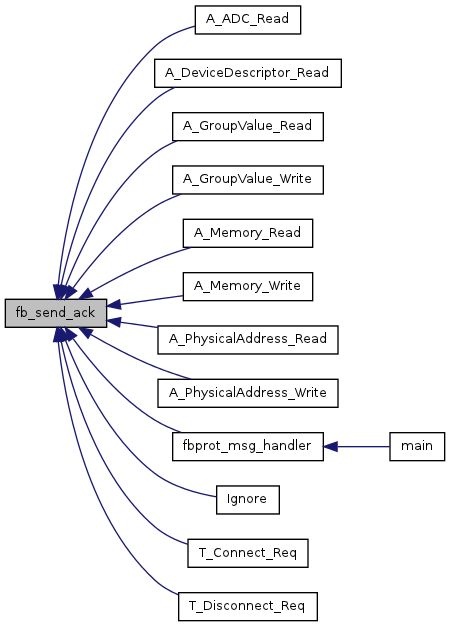 A_ADC_Read
A_DeviceDescriptor_Read
A_GroupValue_Read
A_GroupValue_Write
A_Memory_Read
A_Memory_Write
fb_send_ack
A_PhysicalAddress_Read
A_PhysicalAddress_Write
fbprot_msg_handler
main
Ignore
T_Connect_Req
T_Disconnect_Req